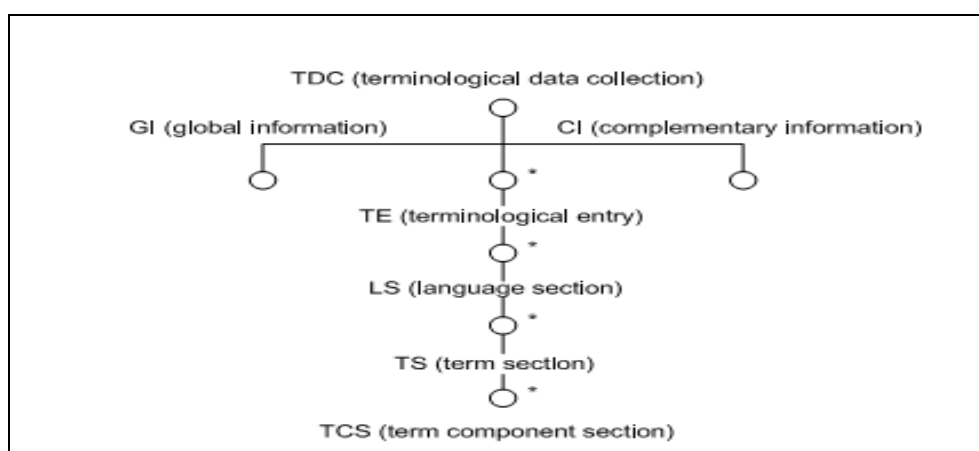 TDC (terminological data collection)
GI (global information)
CI (complementary information)
*
TE (terminological entry)
*
LS (language section)
*
TS (term section)
*
TCS (term component section)